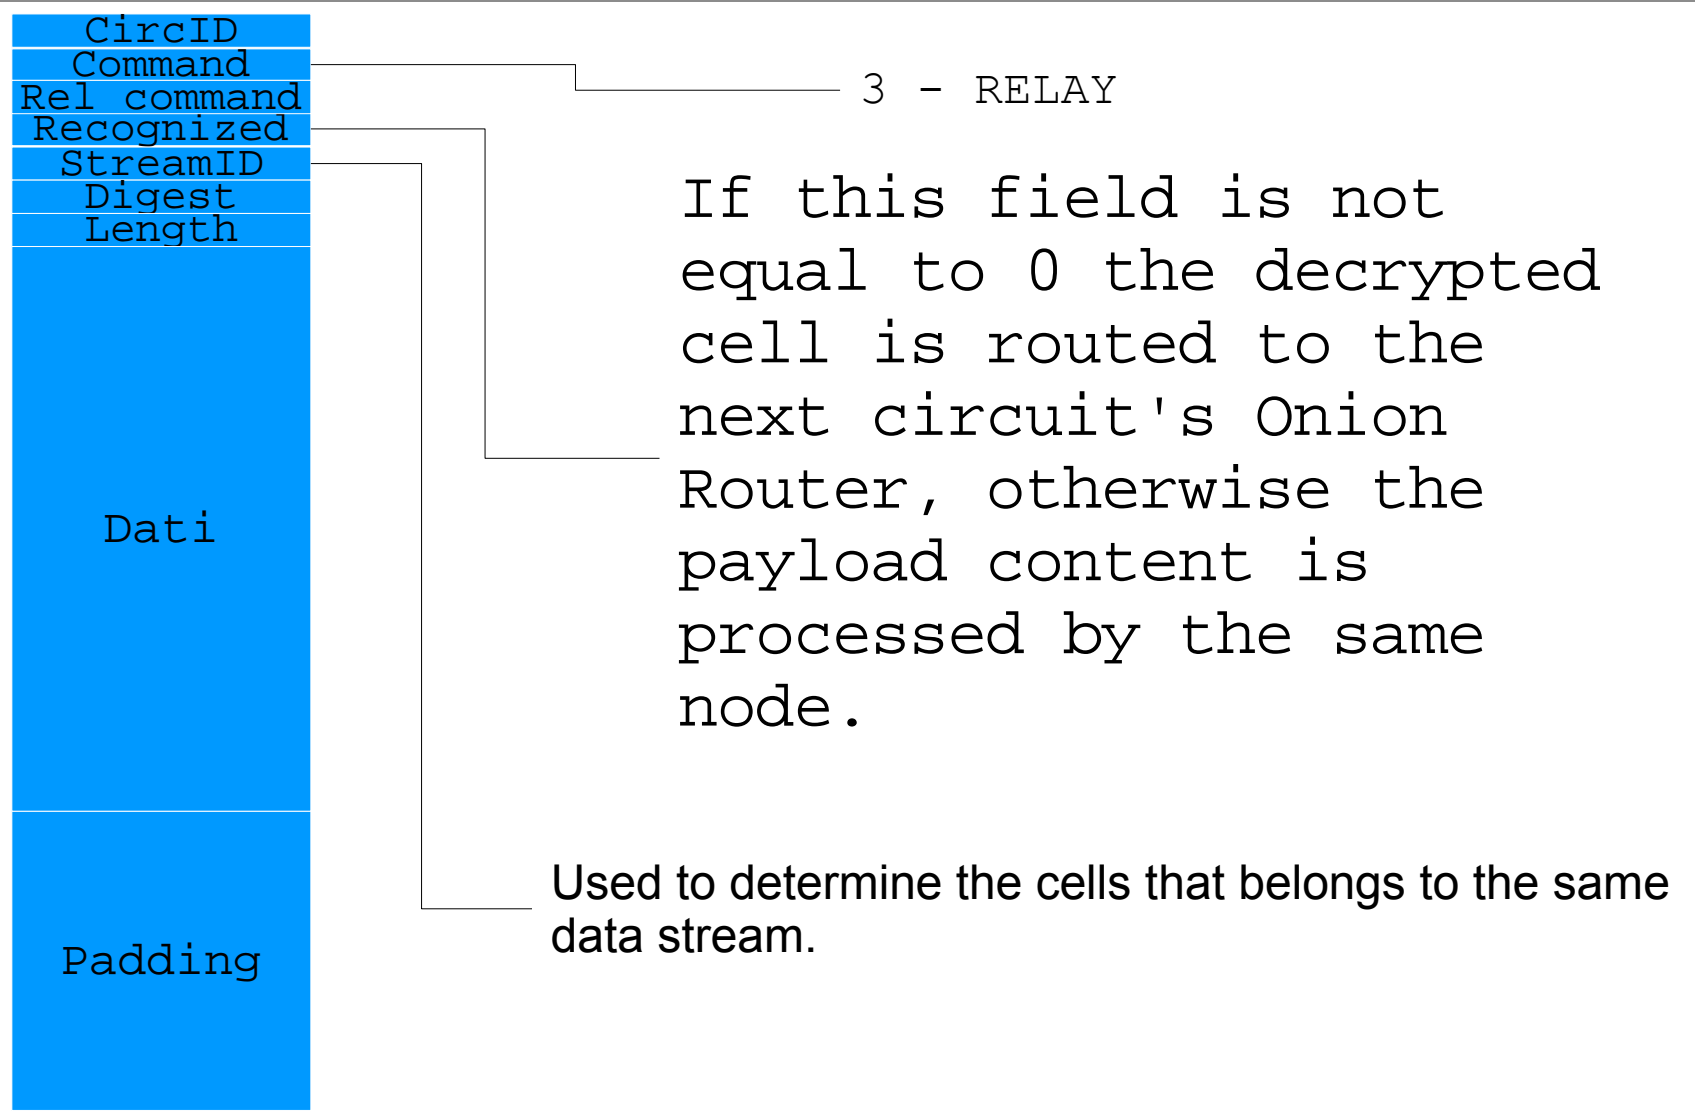 CircID
Command
Rel command
Recognized
StreamID
Digest
Length
Dati
Padding
3 - RELAY
If this field is not
equal to 0 the decrypted
cell is routed to the
next circuit's Onion
Router, otherwise the
payload content is
processed by the same
node.
Used to determine the cells that belongs to the same
data stream.